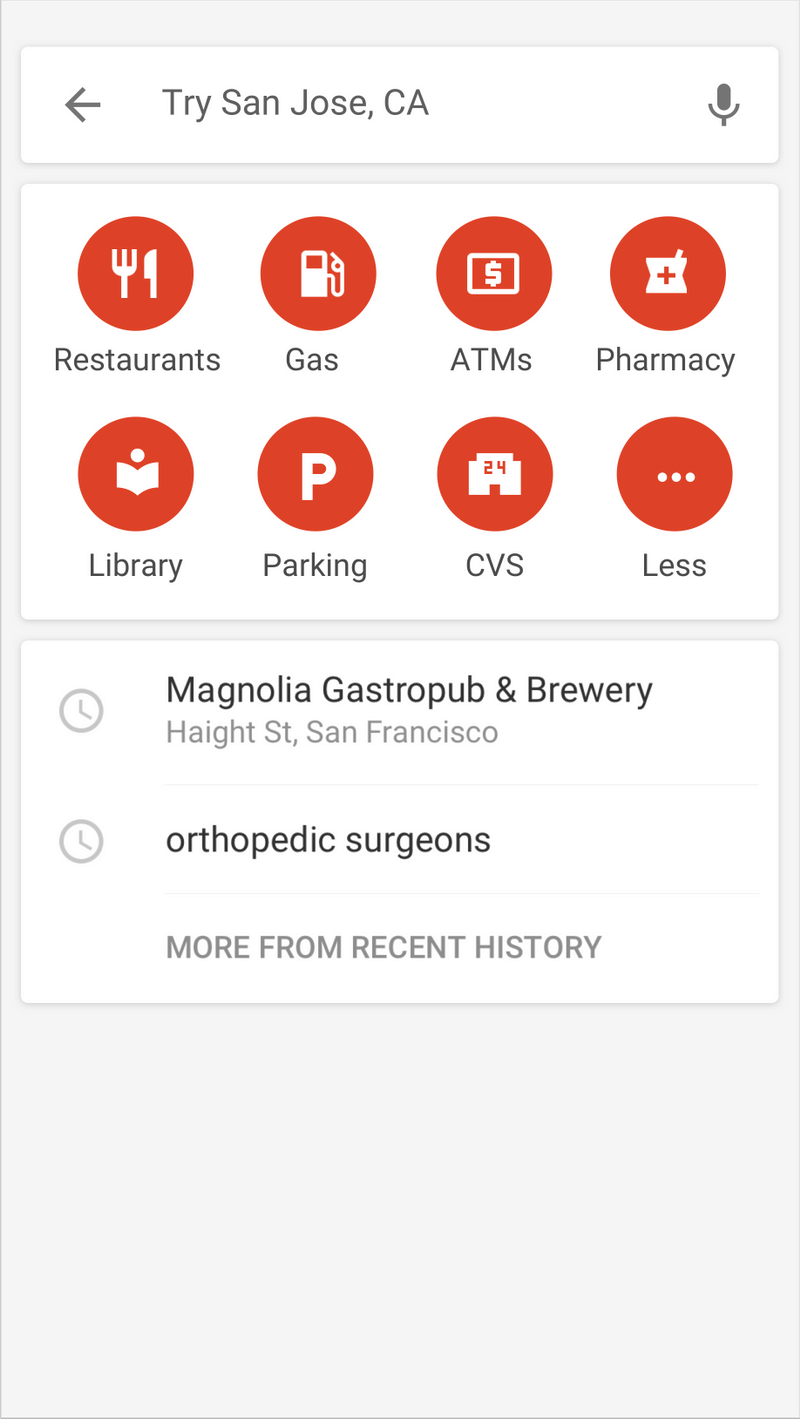 Try San Jose, CA
Restaurants Gas ATMs Pharmacy
24
Library Parking CVS Less
Magnolia Gastropub & Brewery
Haight St, San Francisco
orthopedic surgeons
MORE FROM RECENT HISTORY